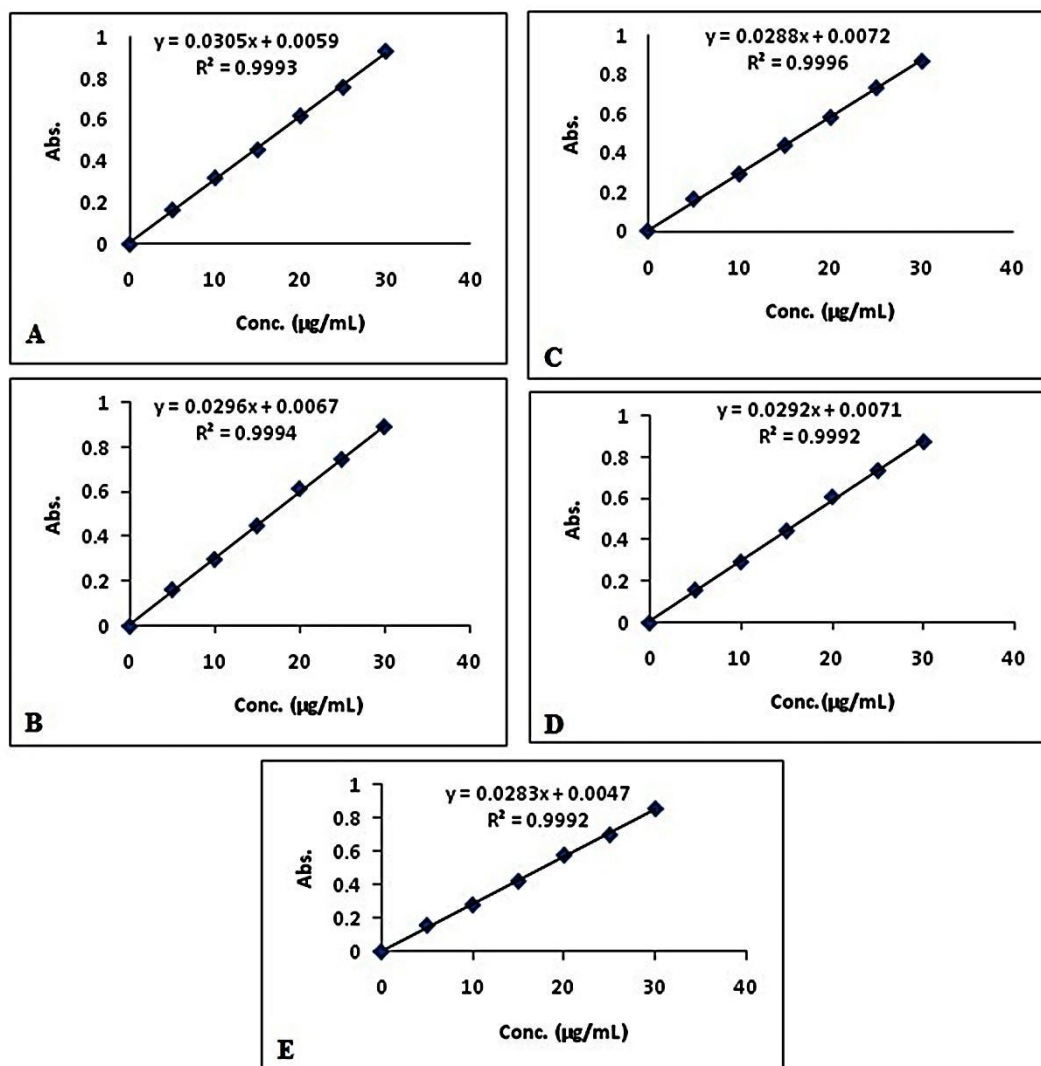 y = 0.0305x + 0.0059
R² = 0.9993
1
0.8
0.6
0.4
0.2
0
Abs.
0 10 20 30 40
Conc. (µg/mL)
A
y = 0.0288x + 0.0072
R² = 0.9996
1
0.8
0.6
0.4
0.2
0
Abs.
0 10 20 30 40
Conc. (µg/mL)
C
y = 0.0296x + 0.0067
R² = 0.9994
1
0.8
0.6
0.4
0.2
0
Abs.
0 10 20 30 40
Conc. (µg/mL)
B
y = 0.0292x + 0.0071
R² = 0.9992
1
0.8
0.6
0.4
0.2
0
Abs.
0 10 20 30 40
Conc. (µg/mL)
D
y = 0.0283x + 0.0047
R² = 0.9992
1
0.8
0.6
0.4
0.2
0
Abs.
0 10 20 30 40
Conc. (µg/mL)
E